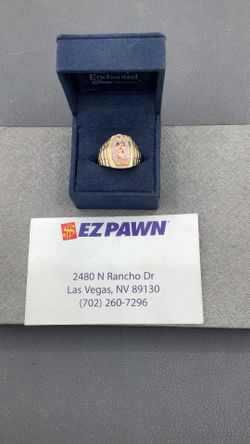 Enchanted
Disney
EZPAWN
2480 N Rancho Dr
Las Vegas, NV 89130
(702) 260-7296